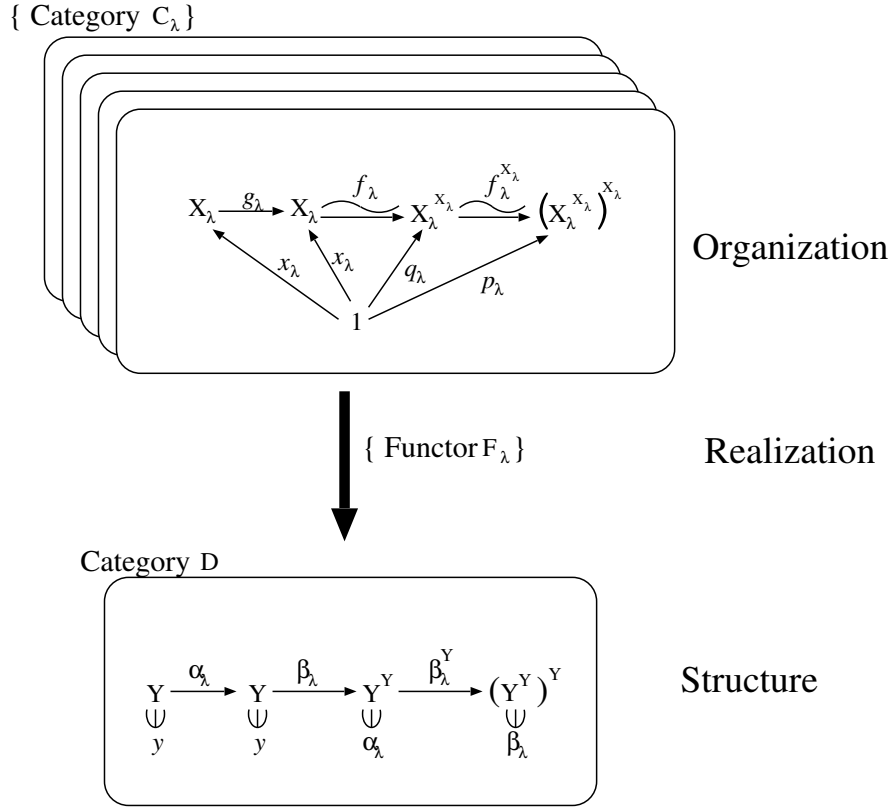 { Category C_λ}
g_λ f_λ f_λ^{X_λ}
X_λ X_λ X_λ^{X_λ} (X_λ^{X_λ})^{X_λ}
Organization
x_λ x_λ q_λ p_λ
1
{ Functor F_λ}
Realization
Category D
α_λ β_λ β_λ^Y
Y Y Y^Y (Y^Y)^Y
Structure
y y α_λ β_λ